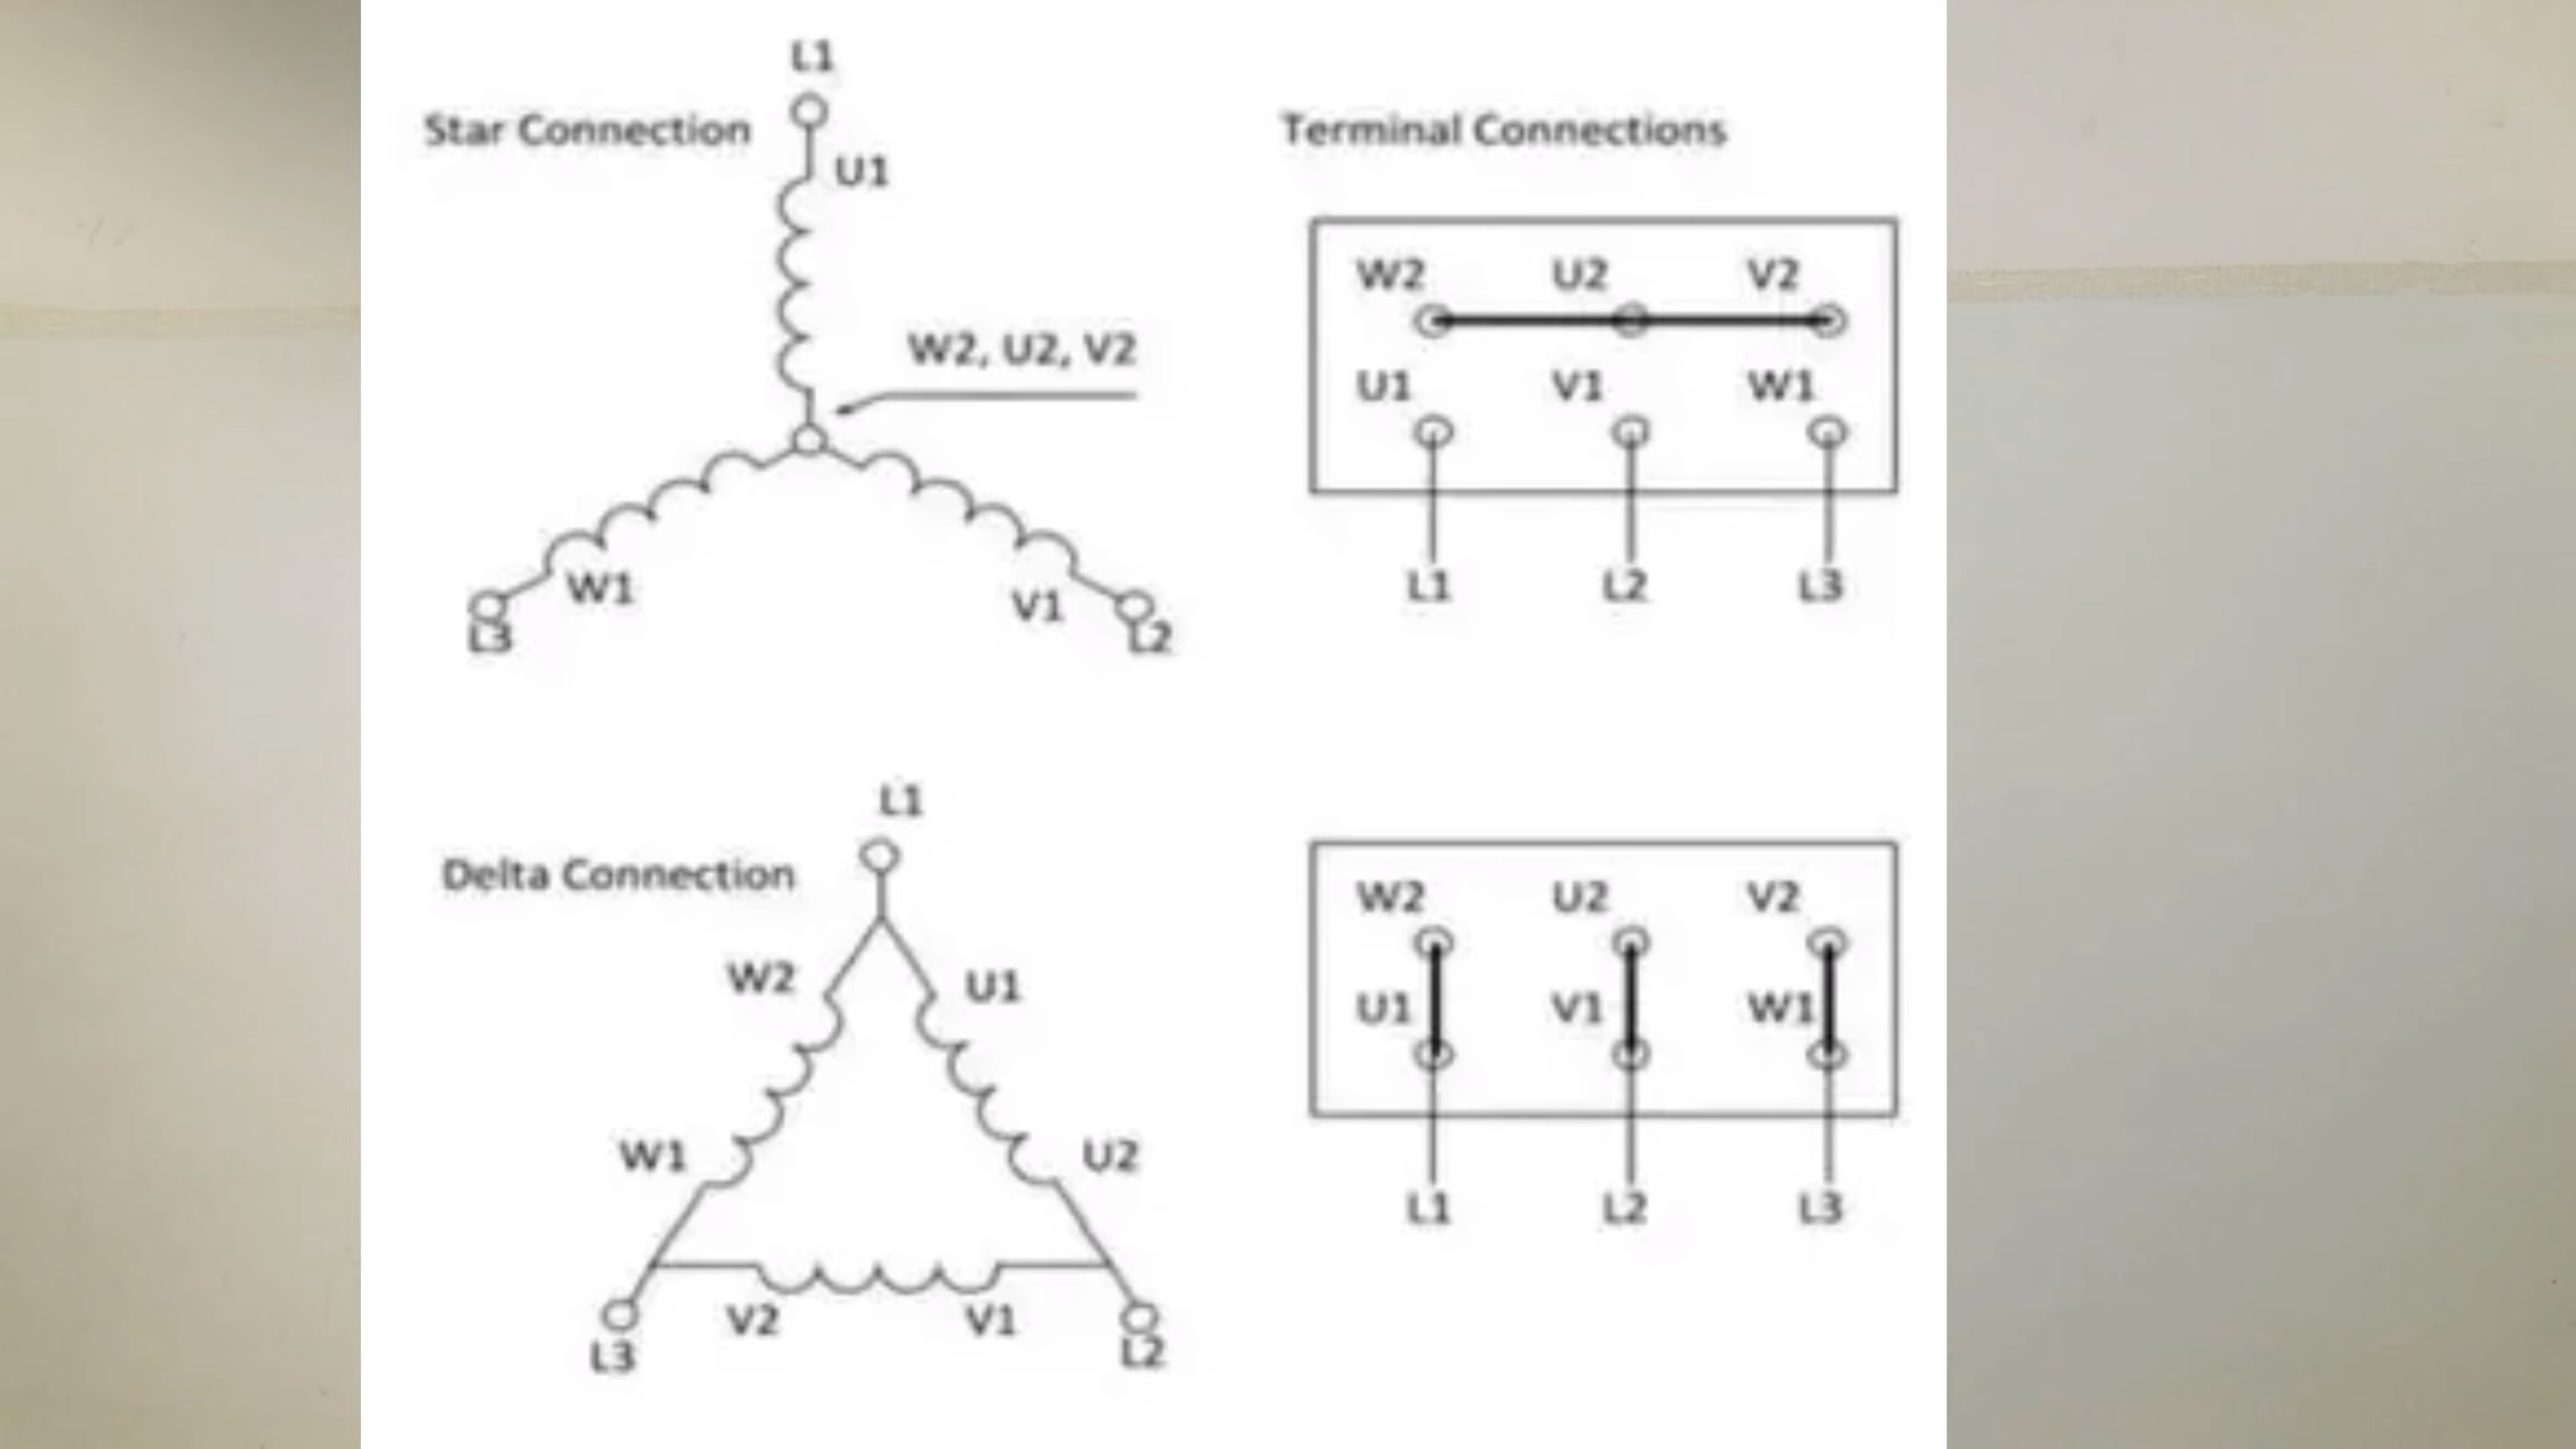 L1
Star Connection
U1
W2, U2, V2
W1
V1
L3
L2
Terminal Connections
W2 U2 V2
U1 V1 W1
L1 L2 L3
L1
Delta Connection
W2 U1
W1 U2
V2 V1
L3 L2
W2 U2 V2
U1 V1 W1
L1 L2 L3